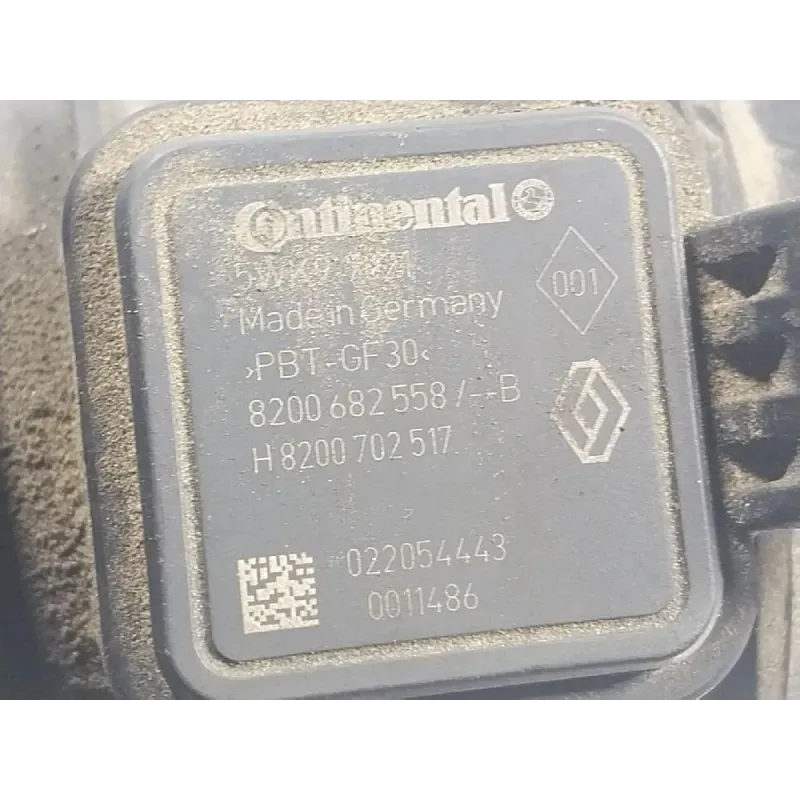 Continental
Made in Germany
001
›PBT-GF30‹
8200 682 558 /--B
H 8200 702 517
022054443
0011486